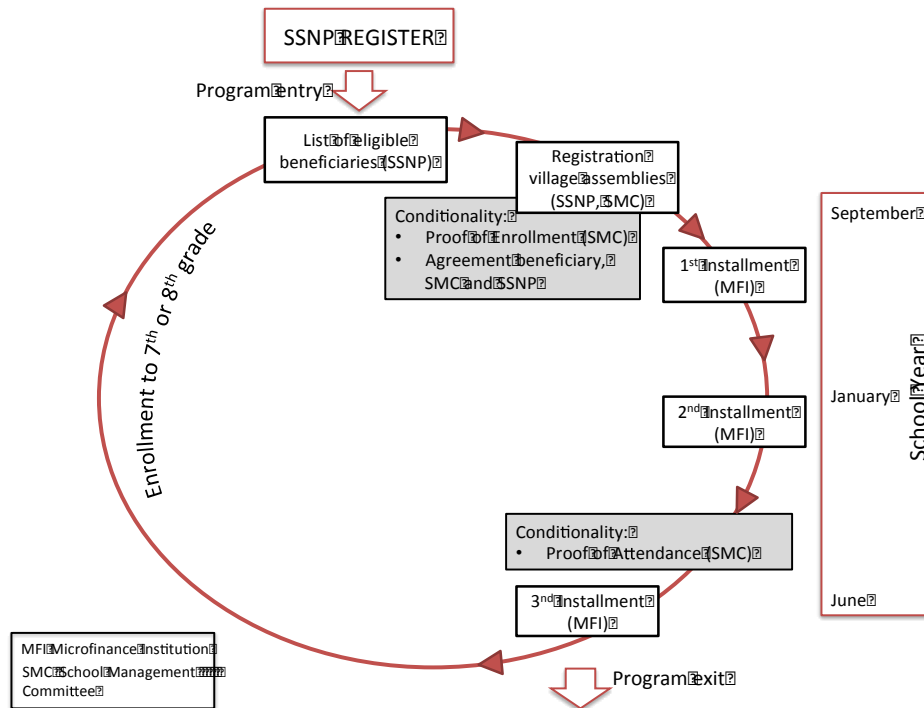 SSNP REGISTER
Program entry
List of eligible
beneficiaries (SSNP)
Registration
village assemblies
(SSNP, SMC)
Conditionality:
• Proof of Enrollment (SMC)
• Agreement beneficiary,
SMC and SSNP
1st Installment
(MFI)
2nd Installment
(MFI)
Conditionality:
• Proof of Attendance (SMC)
3nd Installment
(MFI)
Program exit
Enrollment to 7th or 8th grade
September
January
June
School Year
MFI Microfinance Institution
SMC School Management
Committee